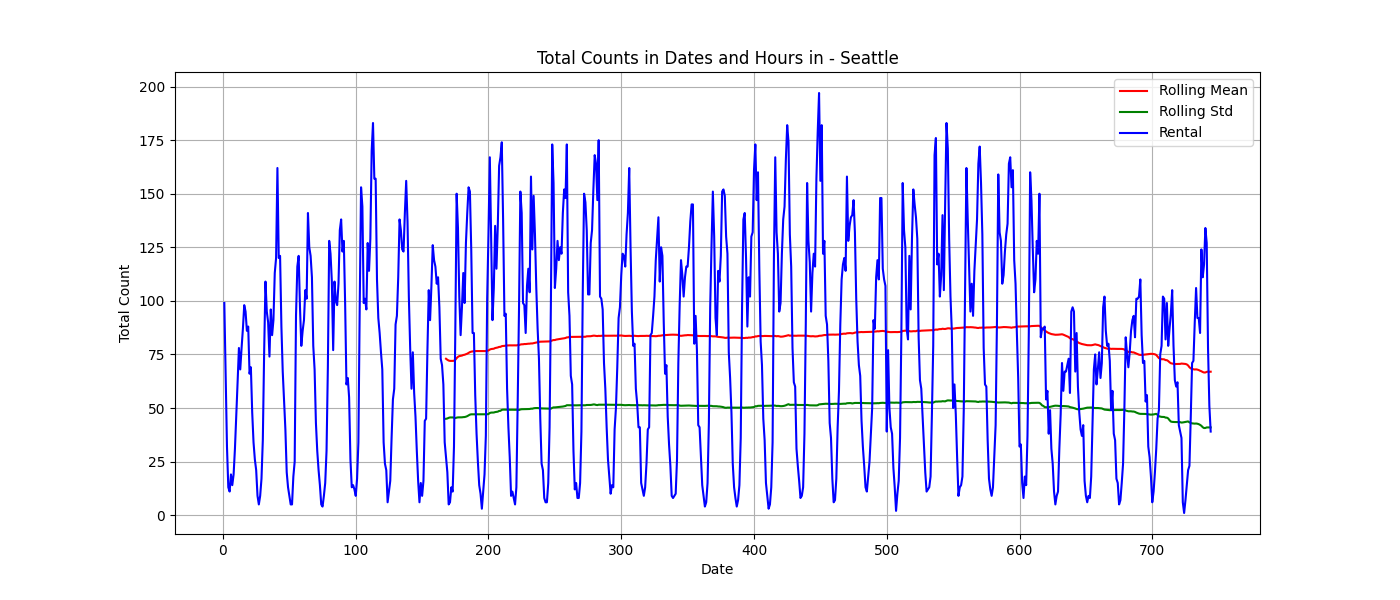 Total Counts in Dates and Hours in - Seattle
Rolling Mean
Rolling Std
Rental
Total Count
200
175
150
125
100
75
50
25
0
0 100 200 300 400 500 600 700
Date